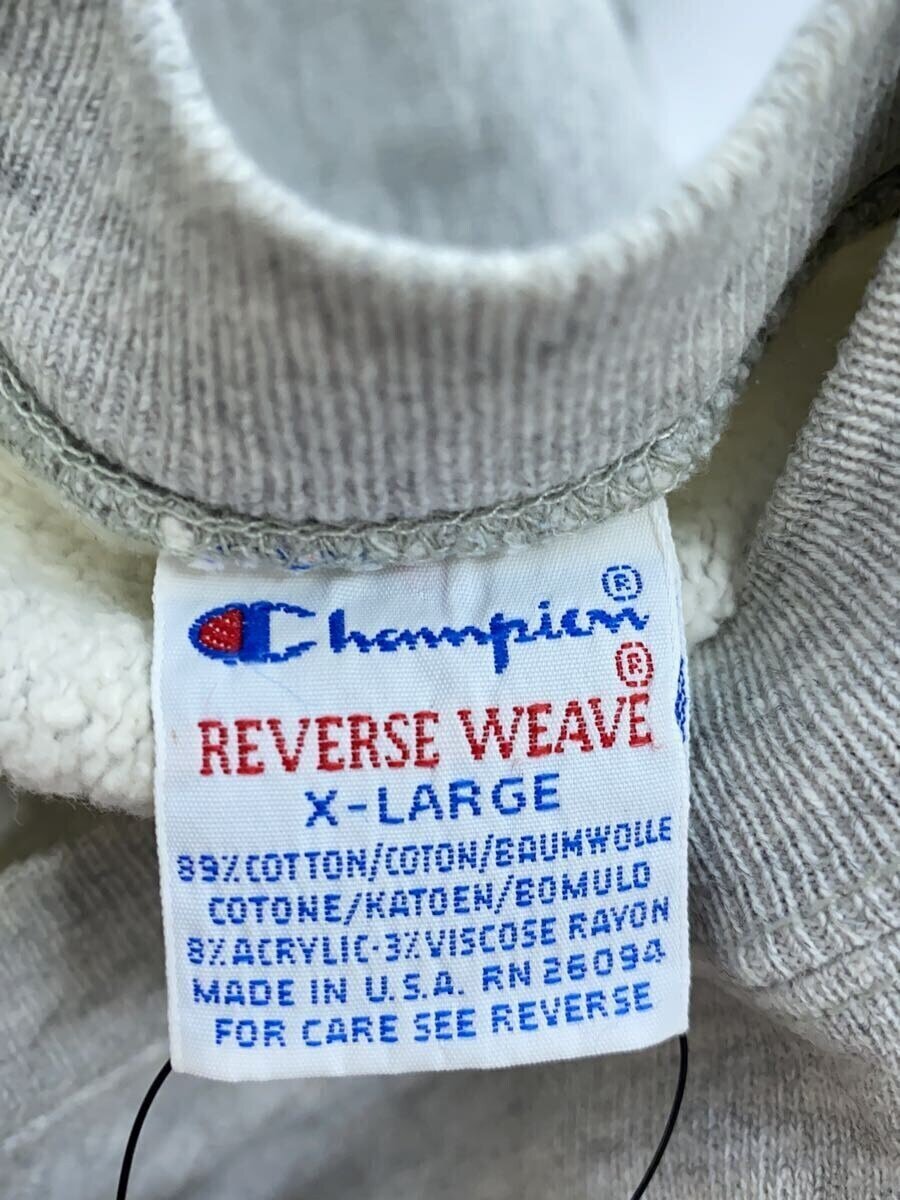 Champion®
REVERSE WEAVE®
X-LARGE
89%COTTON/COTON/BAUMWOLLE
COTONE/KATOEN/BOMULD
8%ACRYLIC·3%VISCOSE RAYON
MADE IN U.S.A. RN 26094
FOR CARE SEE REVERSE